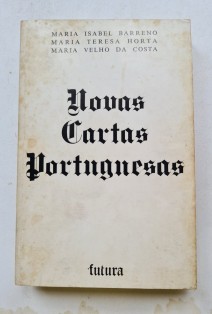 MARIA ISABEL BARRENO
MARIA TERESA HORTA
MARIA VELHO DA COSTA
Novas
Cartas
Portuguesas
futura